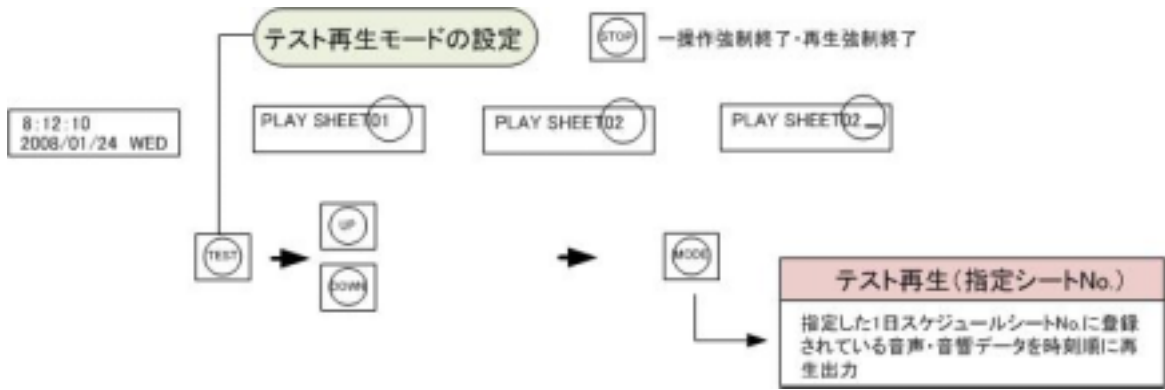 テスト再生モードの設定
STOP
ー操作強制終了・再生強制終了
8:12:10
2008/01/24 WED
PLAY SHEET01
PLAY SHEET02
PLAY SHEET02_
TEST
UP
DOWN
MODE
テスト再生(指定シートNo.)
指定した1日スケジュールシートNo.に登録
されている音声・音響データを時刻順に再
生出力